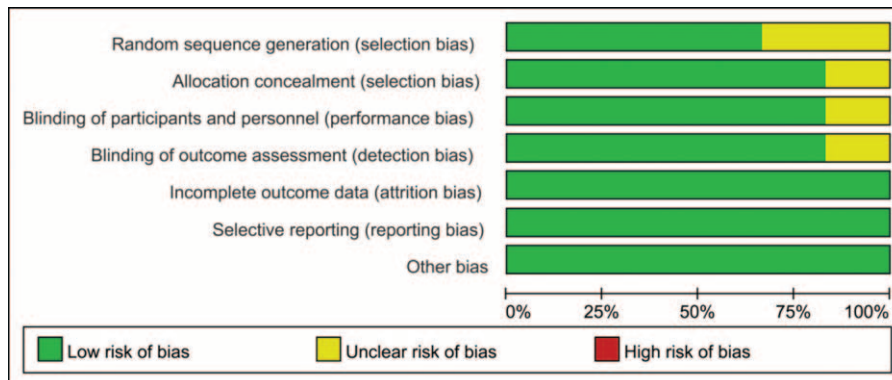 Random sequence generation (selection bias)
Allocation concealment (selection bias)
Blinding of participants and personnel (performance bias)
Blinding of outcome assessment (detection bias)
Incomplete outcome data (attrition bias)
Selective reporting (reporting bias)
Other bias
0% 25% 50% 75% 100%
Low risk of bias Unclear risk of bias High risk of bias